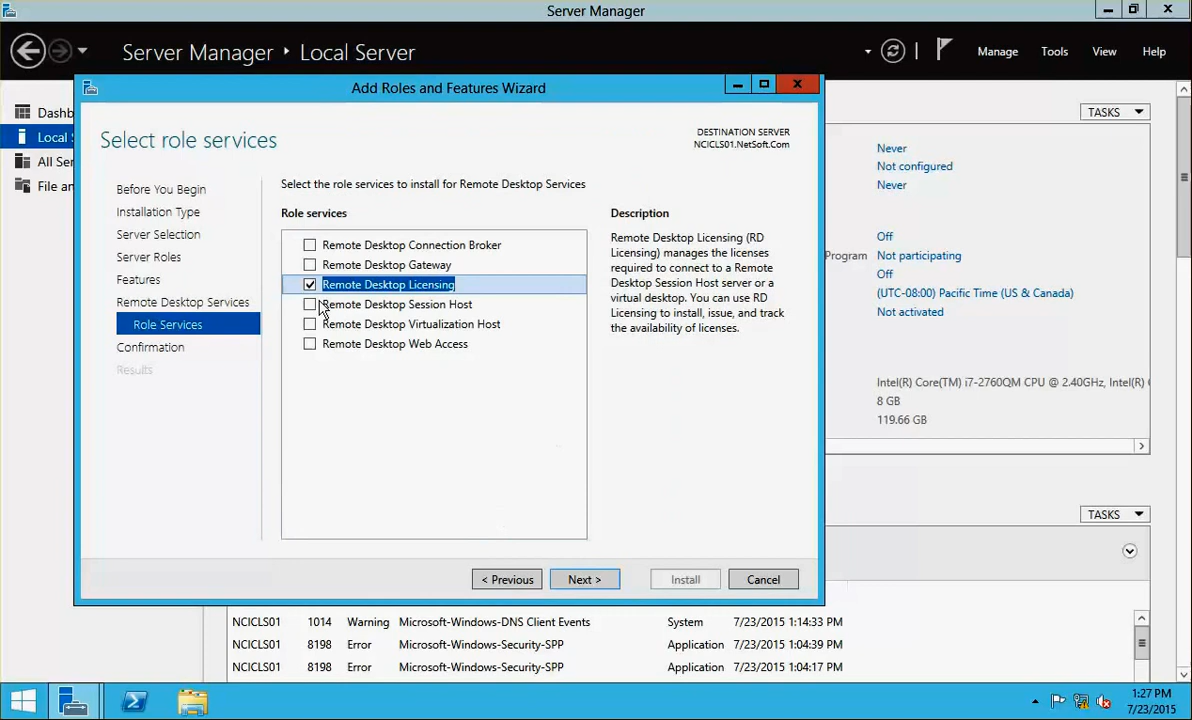 Server Manager
Server Manager ▸ Local Server
Manage Tools View Help
Add Roles and Features Wizard
Dashb
Local S
All Ser
File an
Select role services
DESTINATION SERVER
NCICLS01.NetSoft.Com
Before You Begin
Installation Type
Server Selection
Server Roles
Features
Remote Desktop Services
Role Services
Confirmation
Results
Select the role services to install for Remote Desktop Services
Role services
Remote Desktop Connection Broker
Remote Desktop Gateway
Remote Desktop Licensing
Remote Desktop Session Host
Remote Desktop Virtualization Host
Remote Desktop Web Access
Description
Remote Desktop Licensing (RD
Licensing) manages the licenses
required to connect to a Remote
Desktop Session Host server or a
virtual desktop. You can use RD
Licensing to install, issue, and track
the availability of licenses.
< Previous
Next >
Install
Cancel
TASKS
Never
Not configured
Never
Off
Program Not participating
Off
(UTC-08:00) Pacific Time (US & Canada)
Not activated
Intel(R) Core(TM) i7-2760QM CPU @ 2.40GHz, Intel(R)
8 GB
119.66 GB
TASKS
NCICLS01 1014 Warning Microsoft-Windows-DNS Client Events System 7/23/2015 1:14:33 PM
NCICLS01 8198 Error Microsoft-Windows-Security-SPP Application 7/23/2015 1:04:39 PM
NCICLS01 8198 Error Microsoft-Windows-Security-SPP Application 7/23/2015 1:04:17 PM
1:27 PM
7/23/2015